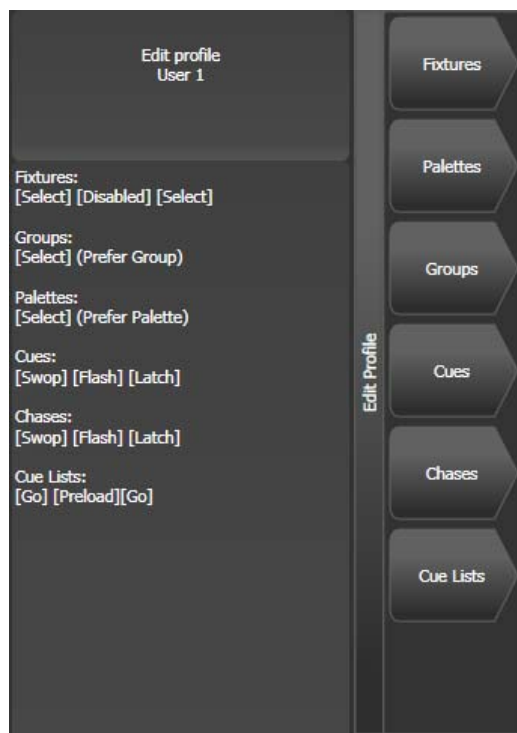 Edit profile
User 1
Fixtures:
[Select] [Disabled] [Select]
Groups:
[Select] (Prefer Group)
Palettes:
[Select] (Prefer Palette)
Cues:
[Swop] [Flash] [Latch]
Chases:
[Swop] [Flash] [Latch]
Cue Lists:
[Go] [Preload][Go]
Edit Profile
Fixtures
Palettes
Groups
Cues
Chases
Cue Lists